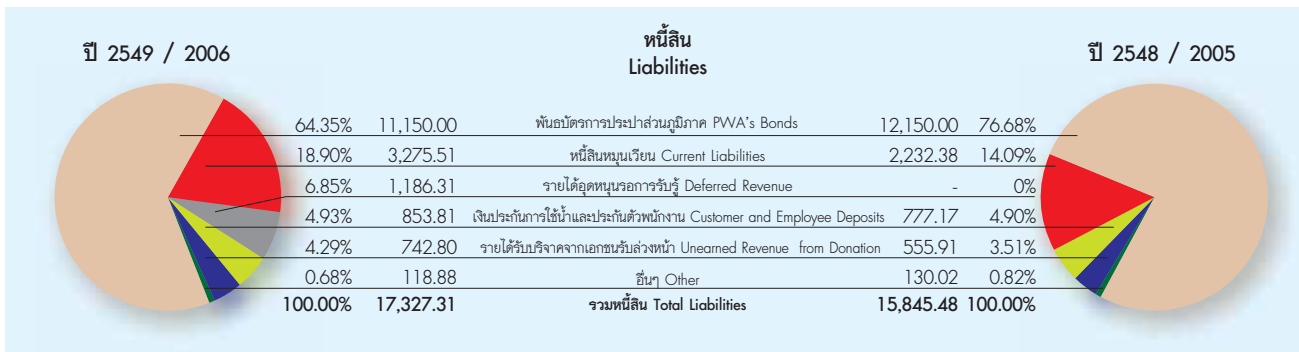 หนี้สิน
ปี 2549 / 2006 Liabilities ปี 2548 / 2005
64.35% 11,150.00 พันธบัตรการประปาส่วนภูมิภาค PWA's Bonds 12,150.00 76.68%
18.90% 3,275.51 หนี้สินหมุนเวียน Current Liabilities 2,232.38 14.09%
6.85% 1,186.31 รายได้อุดหนุนรอการรับรู้ Deferred Revenue - 0%
4.93% 853.81 เงินประกันการใช้น้ำและประกันตัวพนักงาน Customer and Employee Deposits 777.17 4.90%
4.29% 742.80 รายได้รับบริจาคจากเอกชนรับล่วงหน้า Unearned Revenue from Donation 555.91 3.51%
0.68% 118.88 อื่นๆ Other 130.02 0.82%
100.00% 17,327.31 รวมหนี้สิน Total Liabilities 15,845.48 100.00%